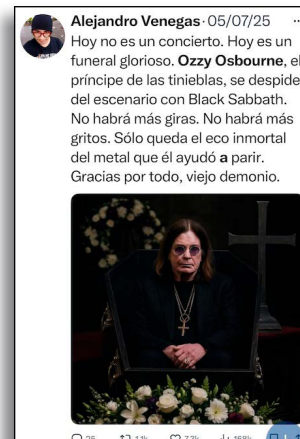 Alejandro Venegas · 05/07/25 ...
Hoy no es un concierto. Hoy es un
funeral glorioso. Ozzy Osbourne, el
príncipe de las tinieblas, se despide
del escenario con Black Sabbath.
No habrá más giras. No habrá más
gritos. Sólo queda el eco inmortal
del metal que él ayudó a parir.
Gracias por todo, viejo demonio.